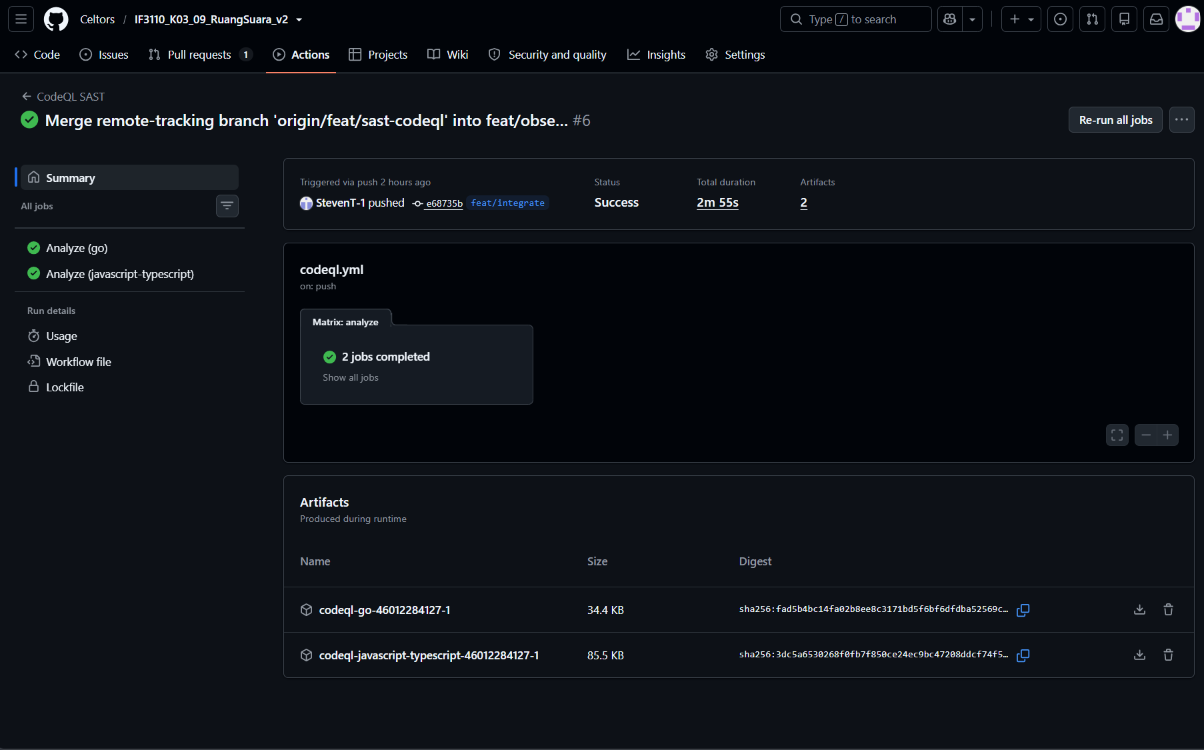 Celtors / IF3110_K03_09_RuangSuara_v2
Type / to search
Code Issues Pull requests 1 Actions Projects Wiki Security and quality Insights Settings
CodeQL SAST
Merge remote-tracking branch 'origin/feat/sast-codeql' into feat/obse... #6
Re-run all jobs
Summary
All jobs
Analyze (go)
Analyze (javascript-typescript)
Run details
Usage
Workflow file
Lockfile
Triggered via push 2 hours ago
StevenT-1 pushed e68735b feat/integrate
Status
Success
Total duration
2m 55s
Artifacts
2
codeql.yml
on: push
Matrix: analyze
2 jobs completed
Show all jobs
Artifacts
Produced during runtime
Name Size Digest
codeql-go-46012284127-1 34.4 KB sha256:fad5b4bc14fa02b8ee8c3171bd5f6bf6dfdba52569c…
codeql-javascript-typescript-46012284127-1 85.5 KB sha256:3dc5a6530268f0fb7f850ce24ec9bc47208ddcf74f5…